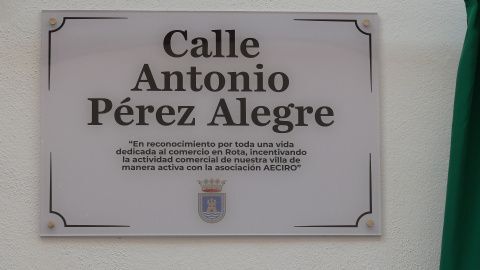 Calle
Antonio
Pérez Alegre
"En reconocimiento por toda una vida
dedicada al comercio en Rota, incentivando
la actividad comercial de nuestra villa de
manera activa con la asociación AECIRO"